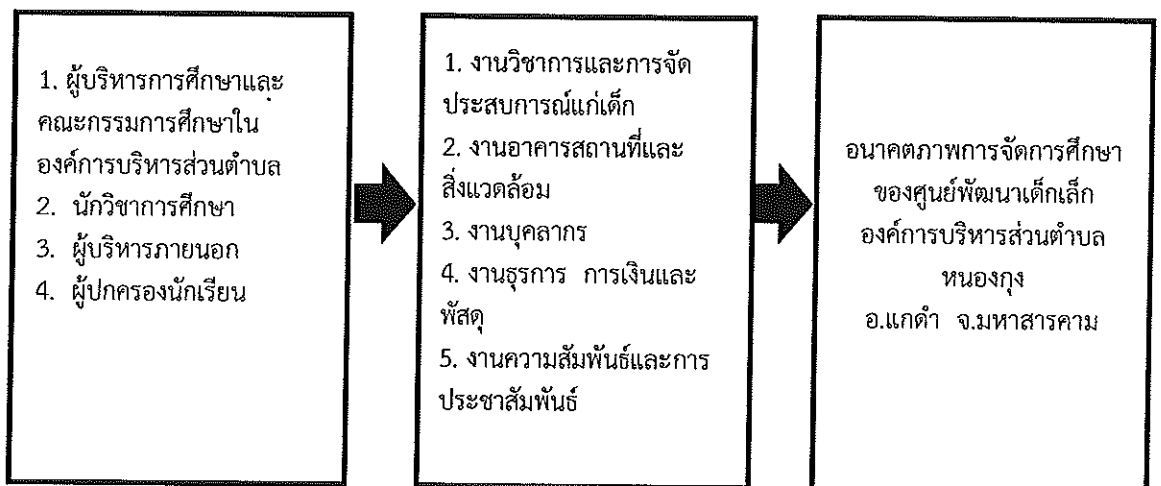 1. ผู้บริหารการศึกษาและ
คณะกรรมการศึกษาใน
องค์การบริหารส่วนตำบล
2. นักวิชาการศึกษา
3. ผู้บริหารภายนอก
4. ผู้ปกครองนักเรียน
1. งานวิชาการและการจัด
ประสบการณ์แก่เด็ก
2. งานอาคารสถานที่และ
สิ่งแวดล้อม
3. งานบุคลากร
4. งานธุรการ การเงินและ
พัสดุ
5. งานความสัมพันธ์และการ
ประชาสัมพันธ์
อนาคตภาพการจัดการศึกษา
ของศูนย์พัฒนาเด็กเล็ก
องค์การบริหารส่วนตำบล
หนองกุง
อ.แกดำ จ.มหาสารคาม